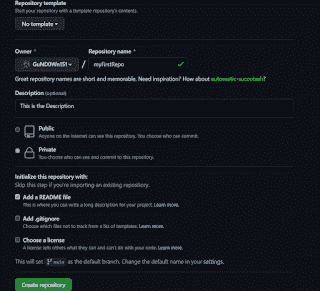 Repository template
Start your repository with a template repository's contents.
No template
Owner * Repository name *
GuND0Wn151 / myFirstRepo
Great repository names are short and memorable. Need inspiration? How about automatic-succotash?
Description (optional)
This is the Description
Public
Anyone on the internet can see this repository. You choose who can commit.
Private
You choose who can see and commit to this repository.
Initialize this repository with:
Skip this step if you're importing an existing repository.
Add a README file
This is where you can write a long description for your project. Learn more.
Add .gitignore
Choose which files not to track from a list of templates. Learn more.
Choose a license
A license tells others what they can and can't do with your code. Learn more.
This will set main as the default branch. Change the default name in your settings.
Create repository